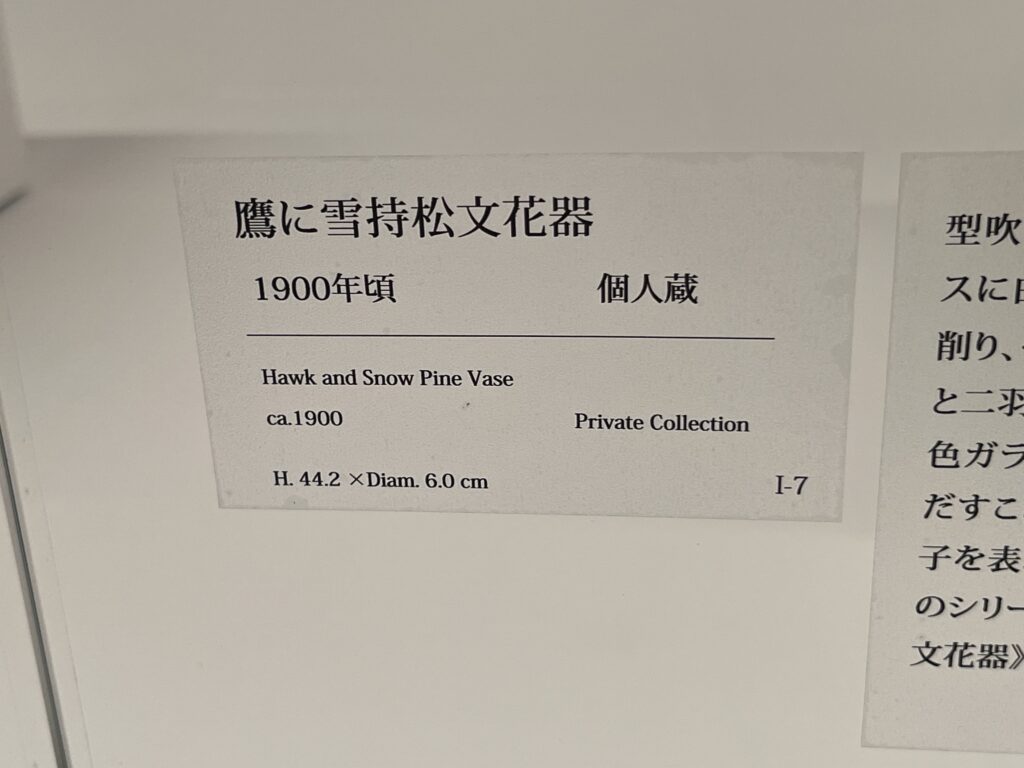 鷹に雪持松文花器
1900年頃
個人蔵
Hawk and Snow Pine Vase
ca.1900
Private Collection
H. 44.2 ×Diam. 6.0 cm
I-7
型吹
スに
削り、
と二羽
色ガラ
だすこ
子を表
のシリー
文花器》